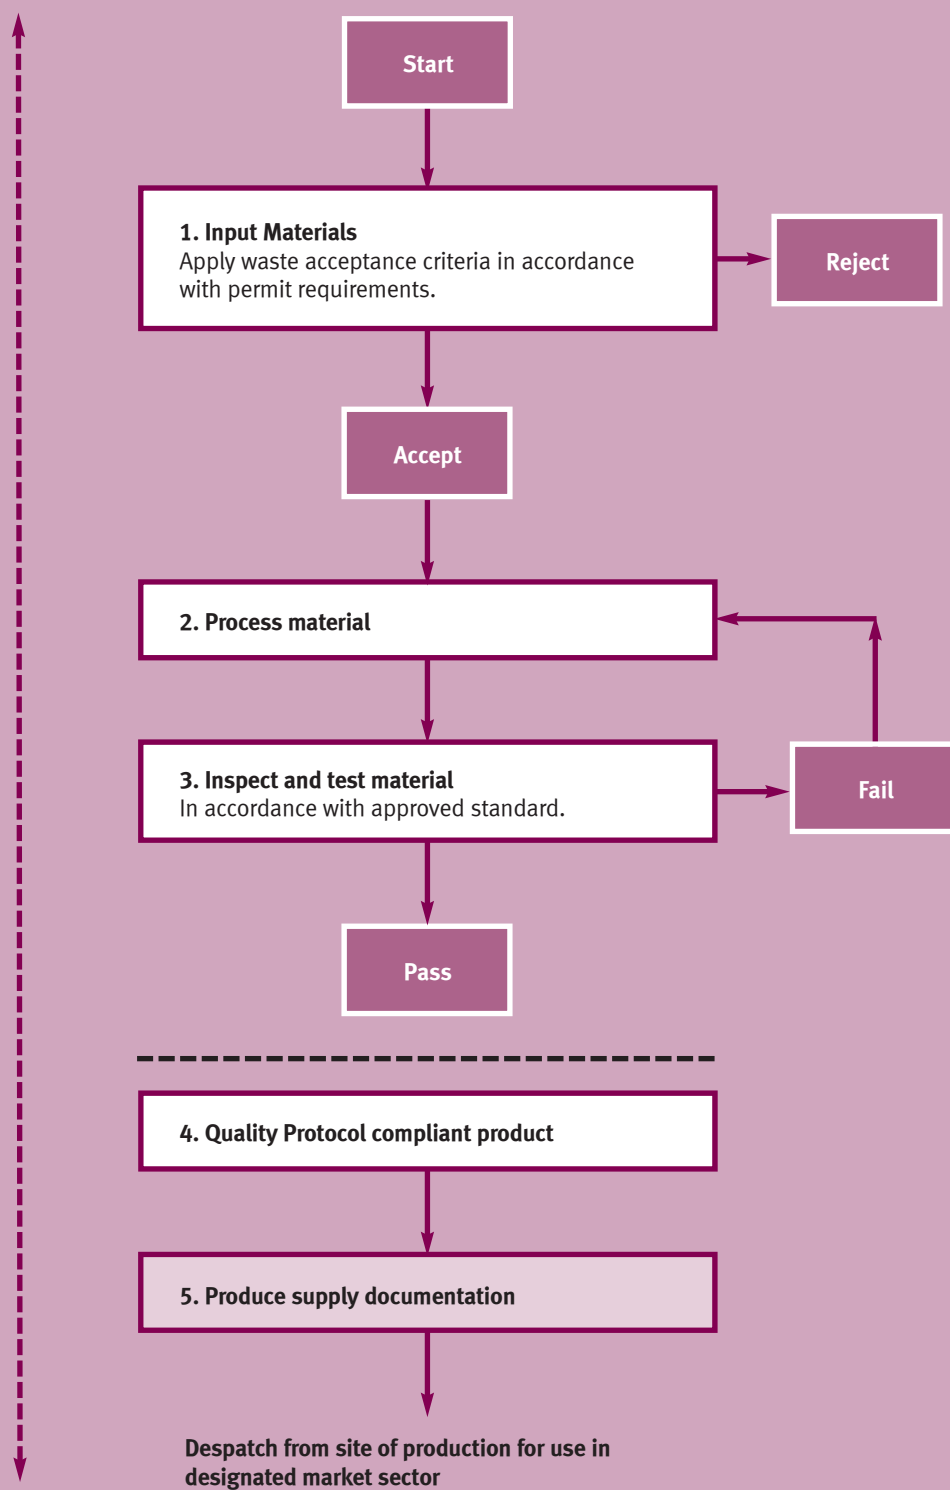 Start
1. Input Materials
Apply waste acceptance criteria in accordance
with permit requirements.
Reject
Accept
2. Process material
3. Inspect and test material
In accordance with approved standard.
Fail
Pass
4. Quality Protocol compliant product
5. Produce supply documentation
Despatch from site of production for use in
designated market sector